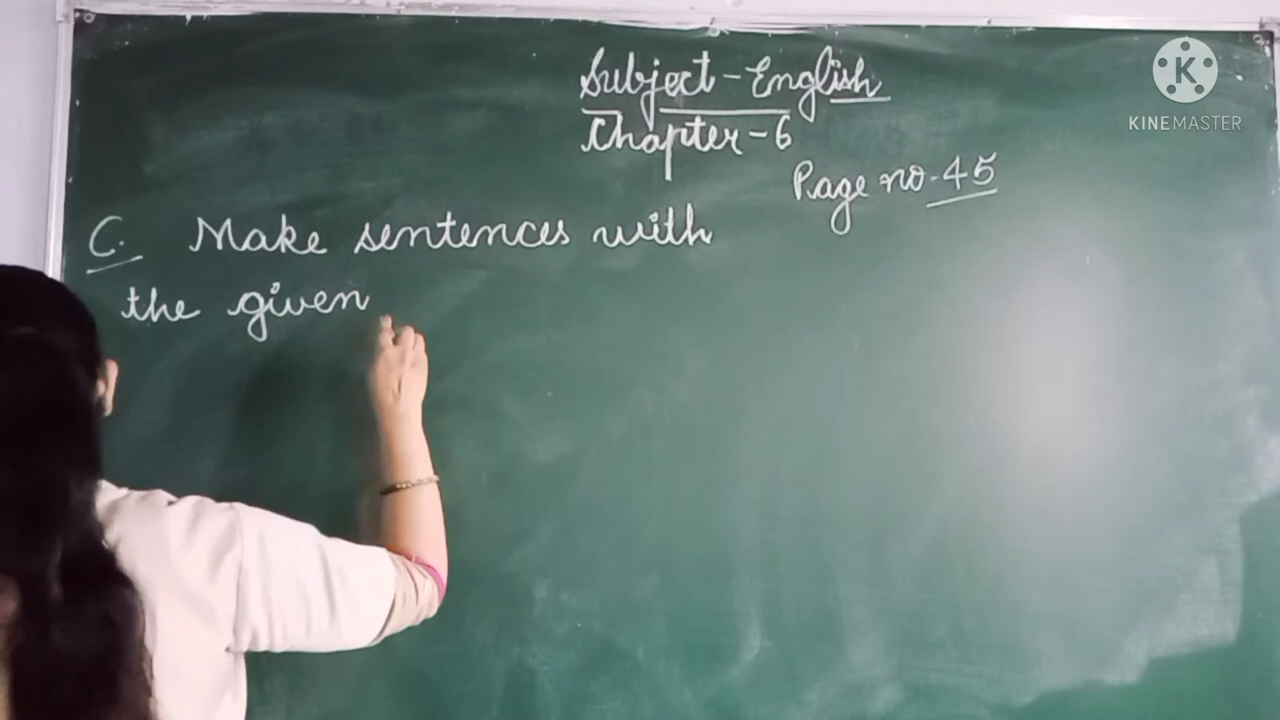 Subject - English
Chapter - 6
Page no. 45
C. Make sentences with
the given
K
KINEMASTER